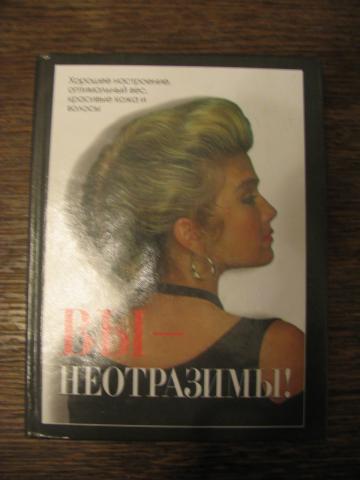 Хорошее настроение,
оптимальный вес,
красивые кожа и
волосы
ВЫ –
НЕОТРАЗИМЫ!